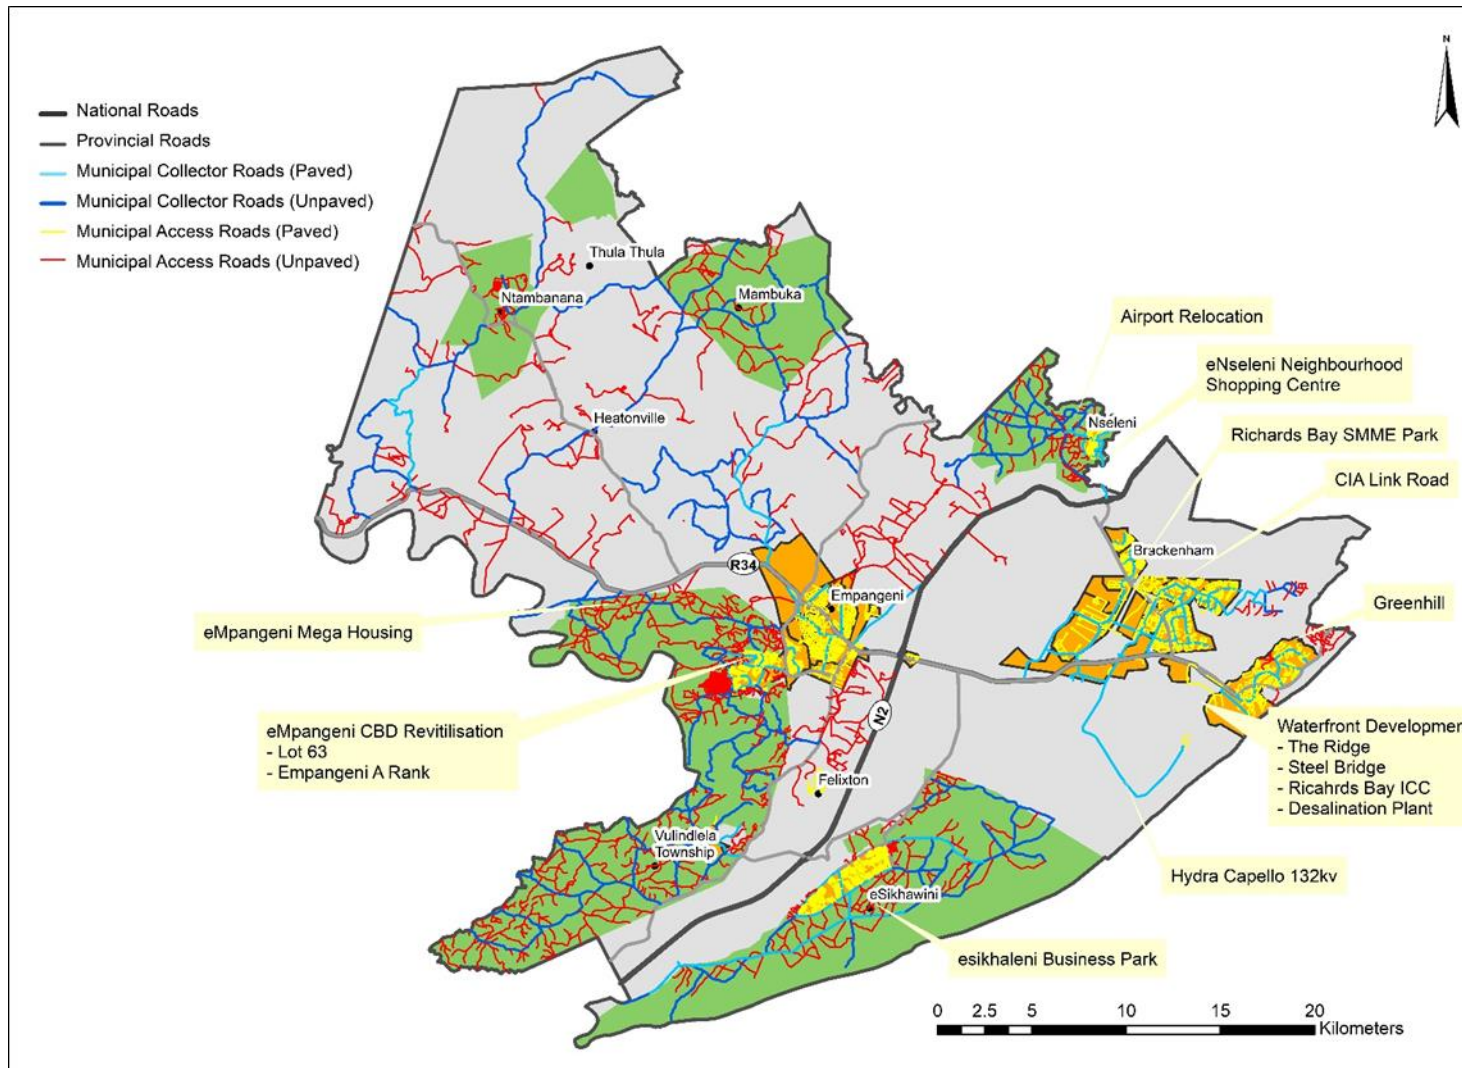 N
National Roads
Provincial Roads
Municipal Collector Roads (Paved)
Municipal Collector Roads (Unpaved)
Municipal Access Roads (Paved)
Municipal Access Roads (Unpaved)
Thula Thula
Ntambanana
Mambuka
Airport Relocation
eNseleni Neighbourhood
Shopping Centre
Heatonville
Nseleni
Richards Bay SMME Park
CIA Link Road
Brackenham
R34
Empangeni
Greenhill
eMpangeni Mega Housing
N2
eMpangeni CBD Revitilisation
- Lot 63
- Empangeni A Rank
Waterfront Developmen
- The Ridge
- Steel Bridge
- Ricahrds Bay ICC
- Desalination Plant
Felixton
Vulindlela
Township
eSikhawini
Hydra Capello 132kv
esikhaleni Business Park
0 2.5 5 10 15 20
Kilometers